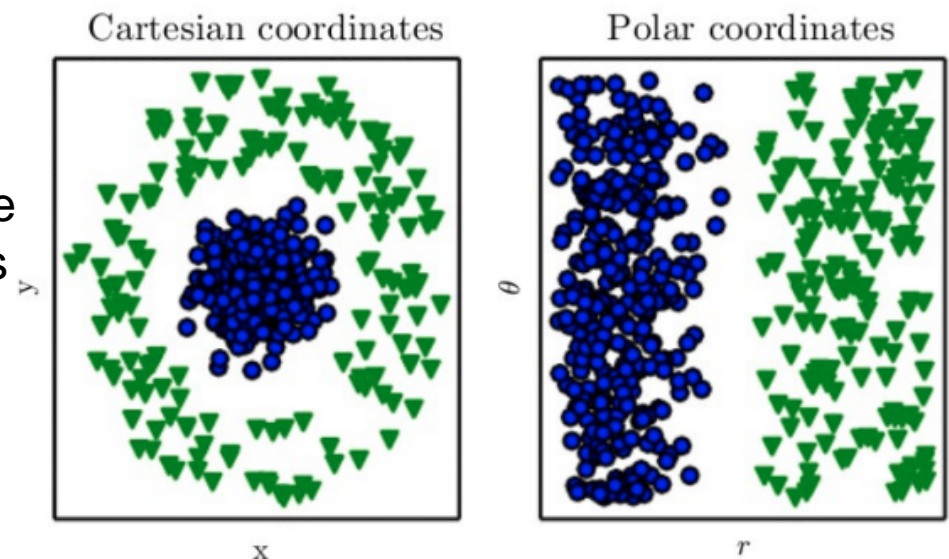 Cartesian coordinates
Polar coordinates
e
s
y
x
θ
r